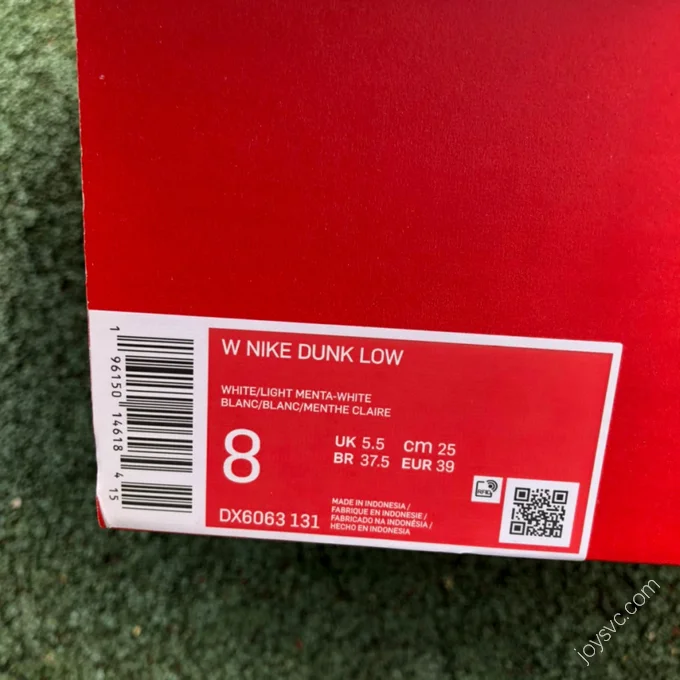 W NIKE DUNK LOW
WHITE/LIGHT MENTA-WHITE
BLANC/BLANC/MENTHE CLAIRE
8
UK 5.5 cm 25
BR 37.5 EUR 39
DX6063 131
MADE IN INDONESIA/
FABRIQUE EN INDONESIE/
FABRICADO NA INDONÉSIA/
HECHO EN INDONESIA
RFID
1 96150 14618 4 15
joysvc.com